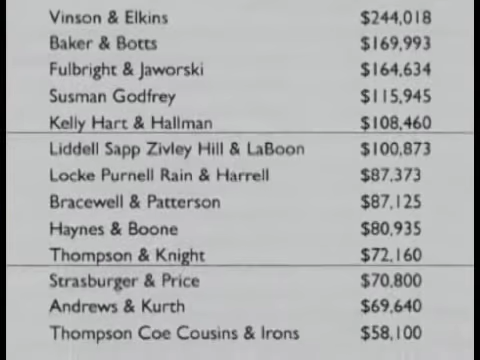 Vinson & Elkins $244,018
Baker & Botts $169,993
Fulbright & Jaworski $164,634
Susman Godfrey $115,945
Kelly Hart & Hallman $108,460
Liddell Sapp Zivley Hill & LaBoon $100,873
Locke Purnell Rain & Harrell $87,373
Bracewell & Patterson $87,125
Haynes & Boone $80,935
Thompson & Knight $72,160
Strasburger & Price $70,800
Andrews & Kurth $69,640
Thompson Coe Cousins & Irons $58,100